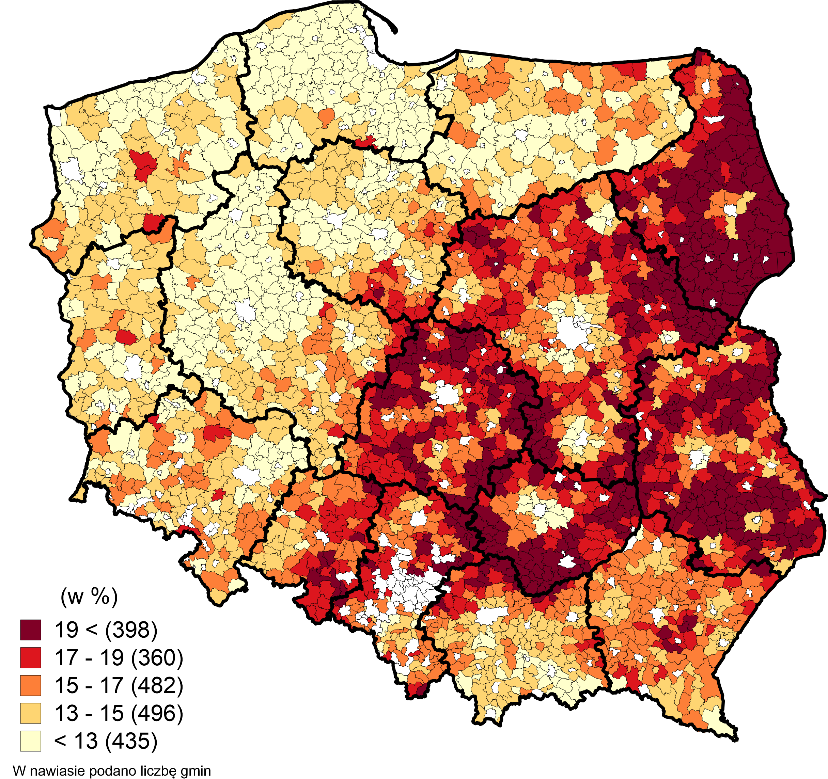 (w %)
19 < (398)
17 - 19 (360)
15 - 17 (482)
13 - 15 (496)
< 13 (435)
W nawiasie podano liczbę gmin